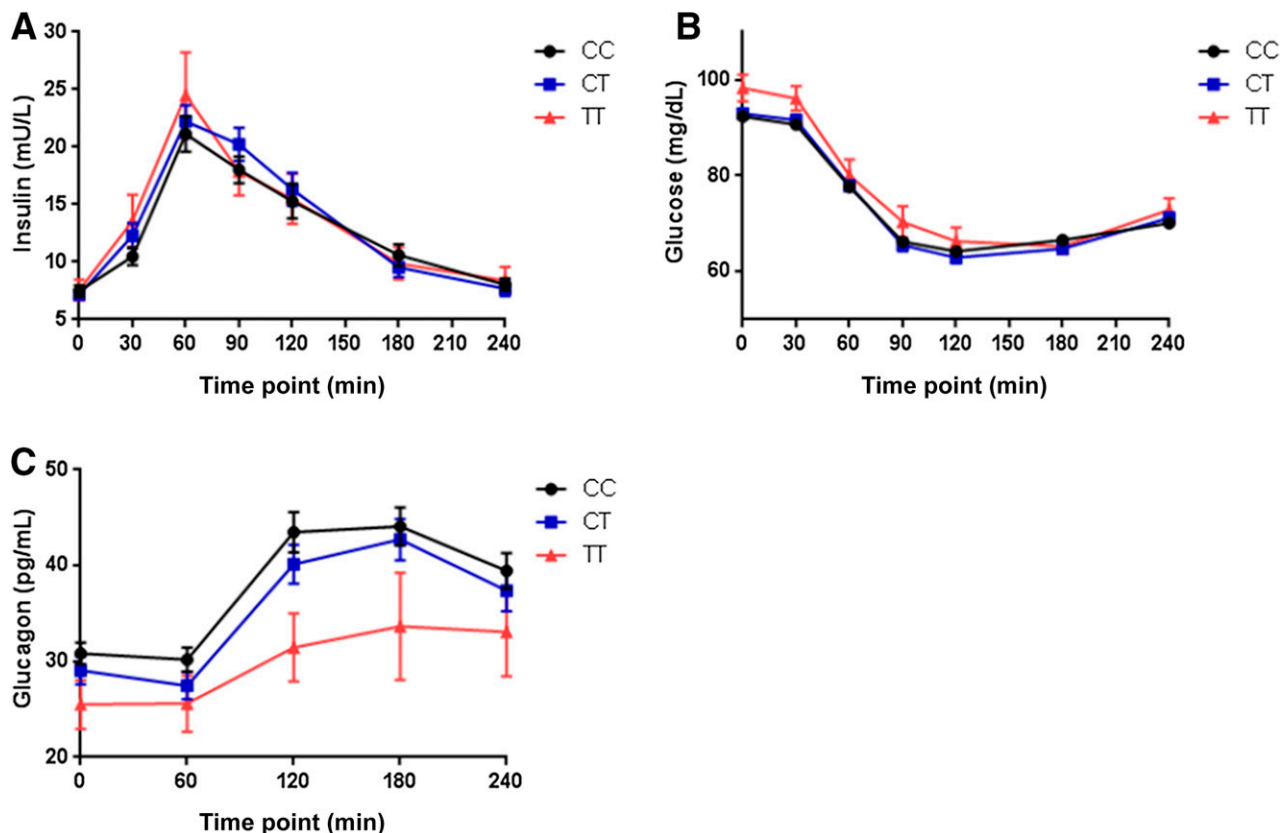 A
30
25
20
15
10
5
Insulin (mU/L)
0 30 60 90 120 150 180 210 240
Time point (min)
CC
CT
TT
B
100
80
60
Glucose (mg/dL)
0 30 60 90 120 150 180 210 240
Time point (min)
CC
CT
TT
C
50
40
30
20
Glucagon (pg/mL)
0 60 120 180 240
Time point (min)
CC
CT
TT